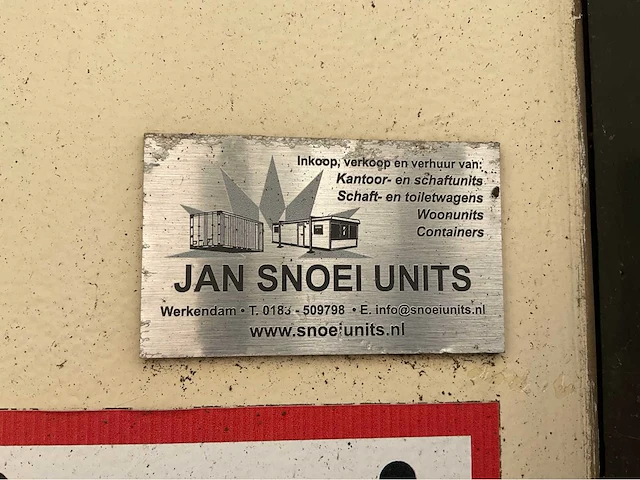 Inkoop, verkoop en verhuur van:
Kantoor- en schaftunits
Schaft- en toiletwagens
Woonunits
Containers
JAN SNOEI UNITS
Werkendam • T. 0183 - 509798 • E. info@snoeiunits.nl
www.snoeiunits.nl